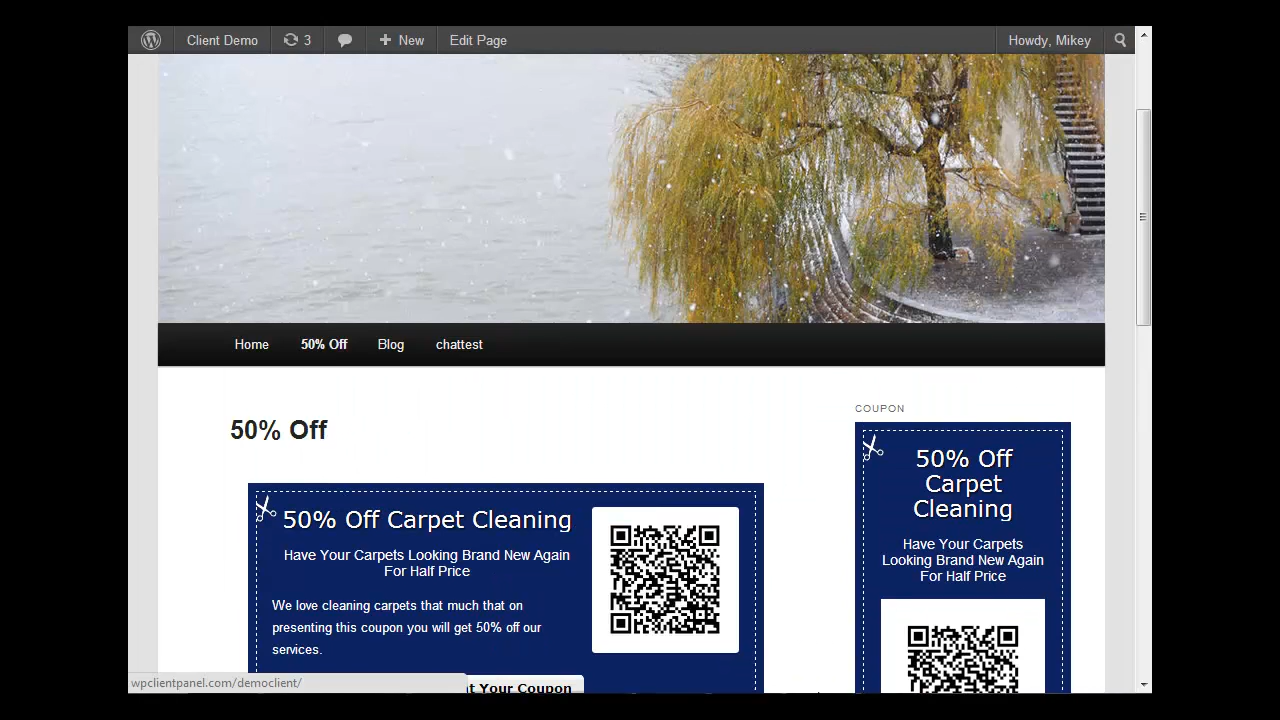 Client Demo 3 New Edit Page Howdy, Mikey
Home 50% Off Blog chattest
50% Off
50% Off Carpet Cleaning
Have Your Carpets Looking Brand New Again
For Half Price
We love cleaning carpets that much that on
presenting this coupon you will get 50% off our
services.
t Your Coupon
COUPON
50% Off
Carpet
Cleaning
Have Your Carpets
Looking Brand New Again
For Half Price
wpclientpanel.com/democlient/